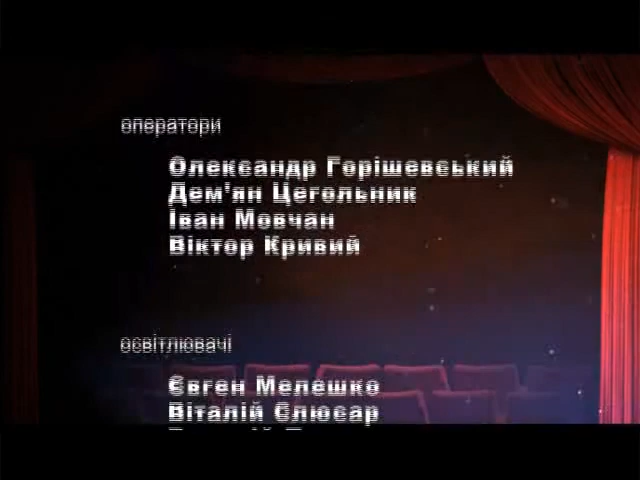 оператори
Олександр Горішевський
Дем'ян Цегольник
Іван Мовчан
Віктор Кривий
освітлювачі
Євген Мелешко
Віталій Слюсар